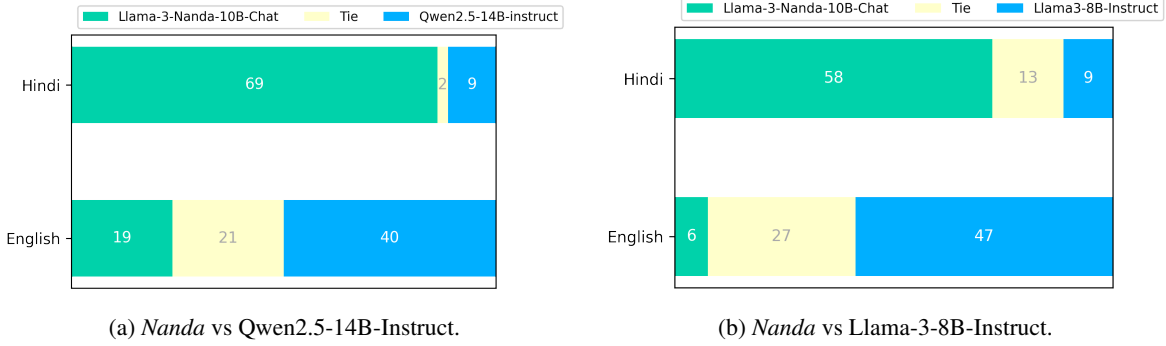 Llama-3-Nanda-10B-Chat Tie Qwen2.5-14B-instruct
Hindi 69 2 9
English 19 21 40
(a) Nanda vs Qwen2.5-14B-Instruct.
Llama-3-Nanda-10B-Chat Tie Llama3-8B-Instruct
Hindi 58 13 9
English 6 27 47
(b) Nanda vs Llama-3-8B-Instruct.